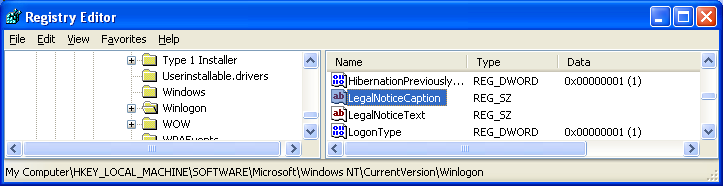 Registry Editor
File Edit View Favorites Help
Type 1 Installer
Userinstallable.drivers
Windows
Winlogon
WOW
WPAEvents
Name Type Data
HibernationPreviously... REG_DWORD 0x00000001 (1)
LegalNoticeCaption REG_SZ
LegalNoticeText REG_SZ
LogonType REG_DWORD 0x00000001 (1)
My Computer\HKEY_LOCAL_MACHINE\SOFTWARE\Microsoft\Windows NT\CurrentVersion\Winlogon